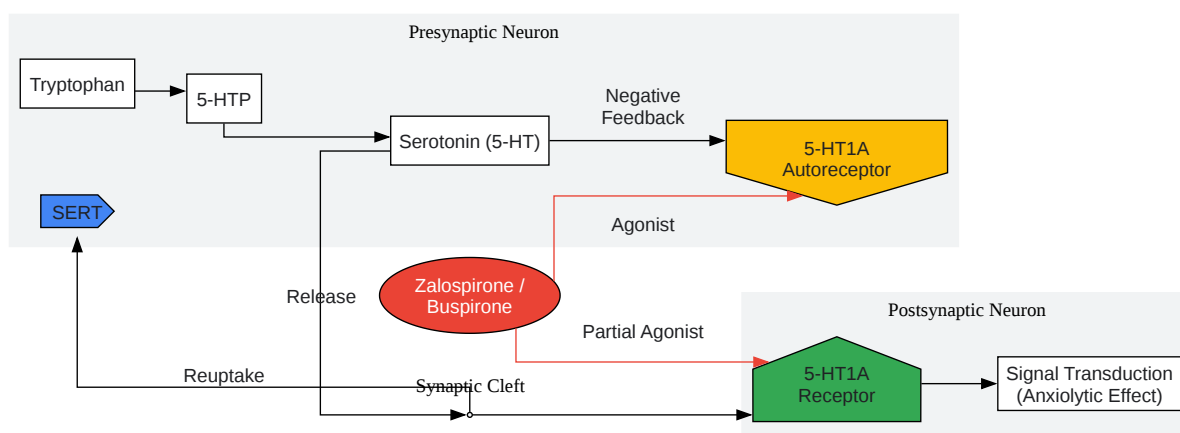 Presynaptic Neuron
Tryptophan
5-HTP
Serotonin (5-HT)
Negative
Feedback
5-HT1A
Autoreceptor
SERT
Agonist
Release
Zalospirone /
Buspirone
Partial Agonist
Postsynaptic Neuron
5-HT1A
Receptor
Signal Transduction
(Anxiolytic Effect)
Reuptake
Synaptic Cleft